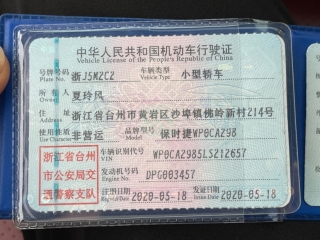 中华人民共和国机动车行驶证
Vehicle License of the People's Republic of China
号牌号码 Plate No. 浙J5M2C2 车辆类型 Vehicle Type 小型轿车
所有人 Owner 夏玲风
住址 Address 浙江省台州市黄岩区沙埠镇佛岭新村214号
使用性质 Use Character 非营运 品牌型号 Model 保时捷WP0CA298
浙江省台州
市公安局交
通警察支队
车辆识别代号 VIN WP0CA2985LS212657
发动机号码 Engine No. DPG003457
注册日期 Register Date 2020-05-18 发证日期 Issue Date 2020-05-18